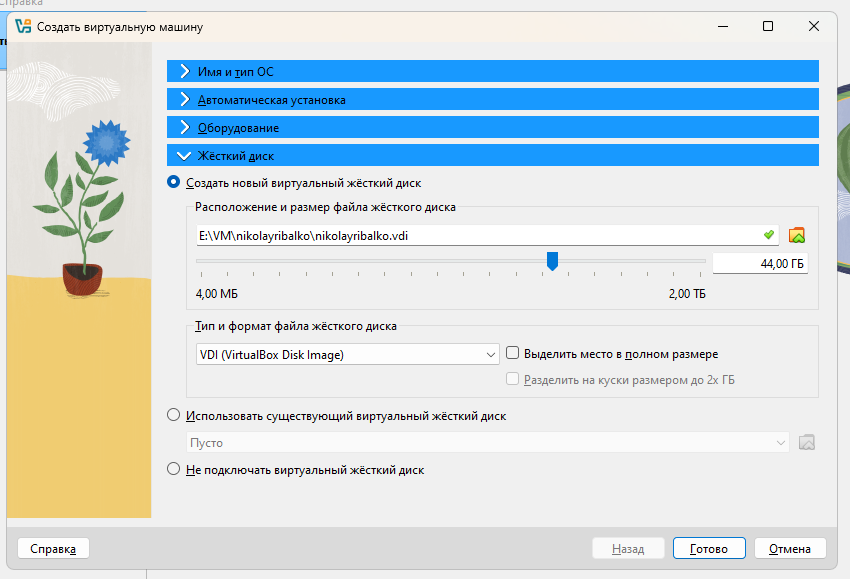 Справка
Создать виртуальную машину
Имя и тип ОС
Автоматическая установка
Оборудование
Жёсткий диск
Создать новый виртуальный жёсткий диск
Расположение и размер файла жёсткого диска
E:\VM\nikolayribalko\nikolayribalko.vdi
44,00 ГБ
4,00 МБ 2,00 ТБ
Тип и формат файла жёсткого диска
VDI (VirtualBox Disk Image) Выделить место в полном размере
Разделить на куски размером до 2х ГБ
Использовать существующий виртуальный жёсткий диск
Пусто
Не подключать виртуальный жёсткий диск
Справка Назад Готово Отмена